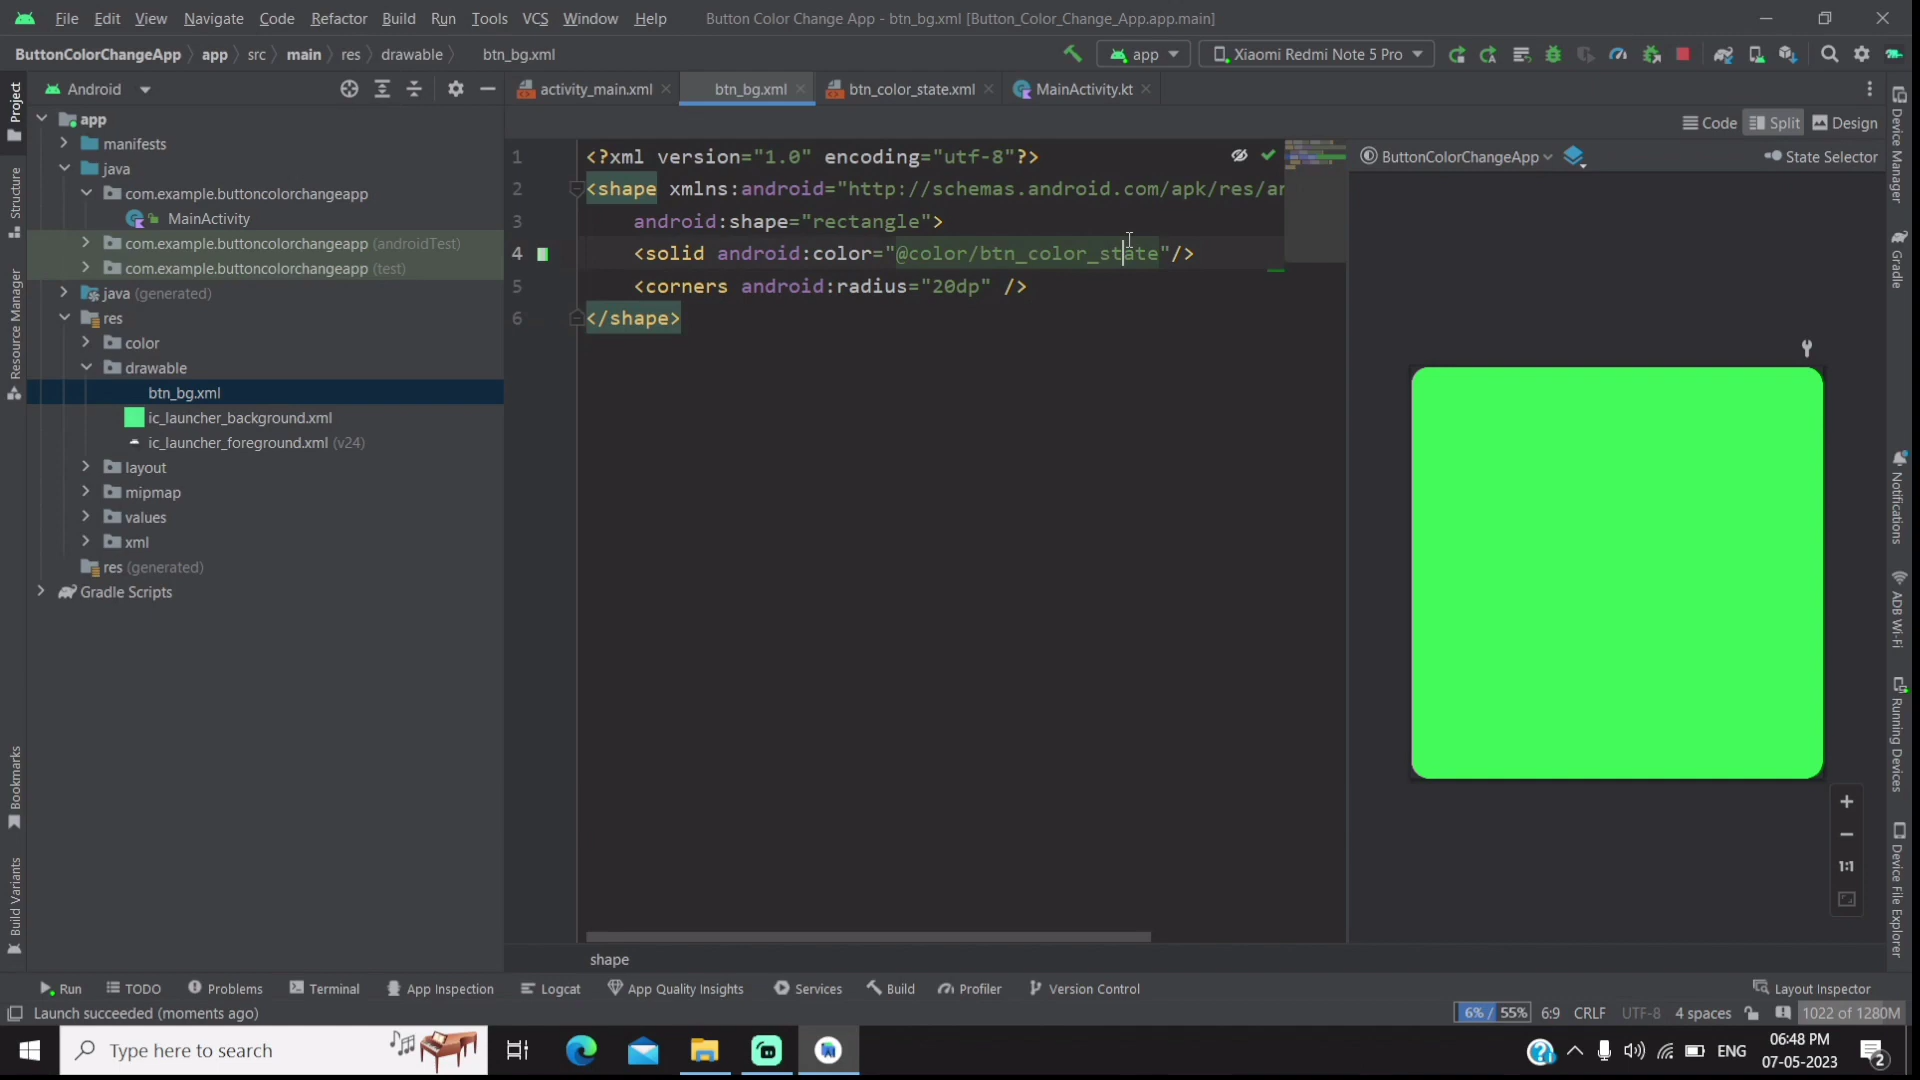 File Edit View Navigate Code Refactor Build Run Tools VCS Window Help Button Color Change App - btn_bg.xml [Button_Color_Change_App.app.main]
ButtonColorChangeApp app src main res drawable btn_bg.xml app Xiaomi Redmi Note 5 Pro
Android
activity_main.xml btn_bg.xml btn_color_state.xml MainActivity.kt
Code Split Design
app
manifests
java
com.example.buttoncolorchangeapp
MainActivity
com.example.buttoncolorchangeapp (androidTest)
com.example.buttoncolorchangeapp (test)
java (generated)
res
color
drawable
btn_bg.xml
ic_launcher_background.xml
ic_launcher_foreground.xml (v24)
layout
mipmap
values
xml
res (generated)
Gradle Scripts
1 <?xml version="1.0" encoding="utf-8"?>
2 <shape xmlns:android="http://schemas.android.com/apk/res/an
3 android:shape="rectangle">
4 <solid android:color="@color/btn_color_state"/>
5 <corners android:radius="20dp" />
6 </shape>
ButtonColorChangeApp State Selector
1:1
shape
Project
Structure
Resource Manager
Bookmarks
Build Variants
Device Manager
Gradle
Notifications
ADB Wi-Fi
Running Devices
Device File Explorer
Run TODO Problems Terminal App Inspection Logcat App Quality Insights Services Build Profiler Version Control Layout Inspector
Launch succeeded (moments ago) 6% / 55% 6:9 CRLF UTF-8 4 spaces 1022 of 1280M
Type here to search
ENG
06:48 PM
07-05-2023
2